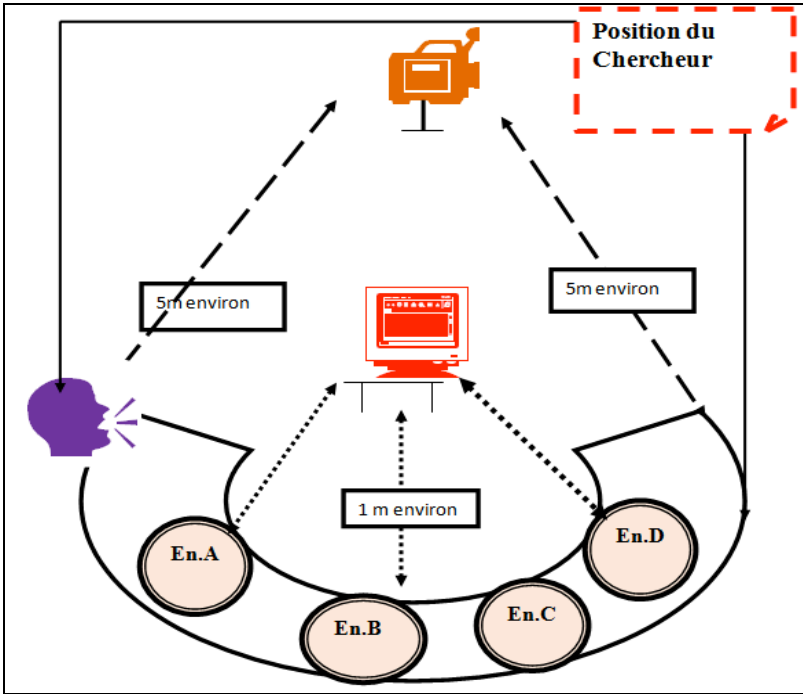 Position du
Chercheur
5m environ
5m environ
1 m environ
En.A
En.D
En.B
En.C